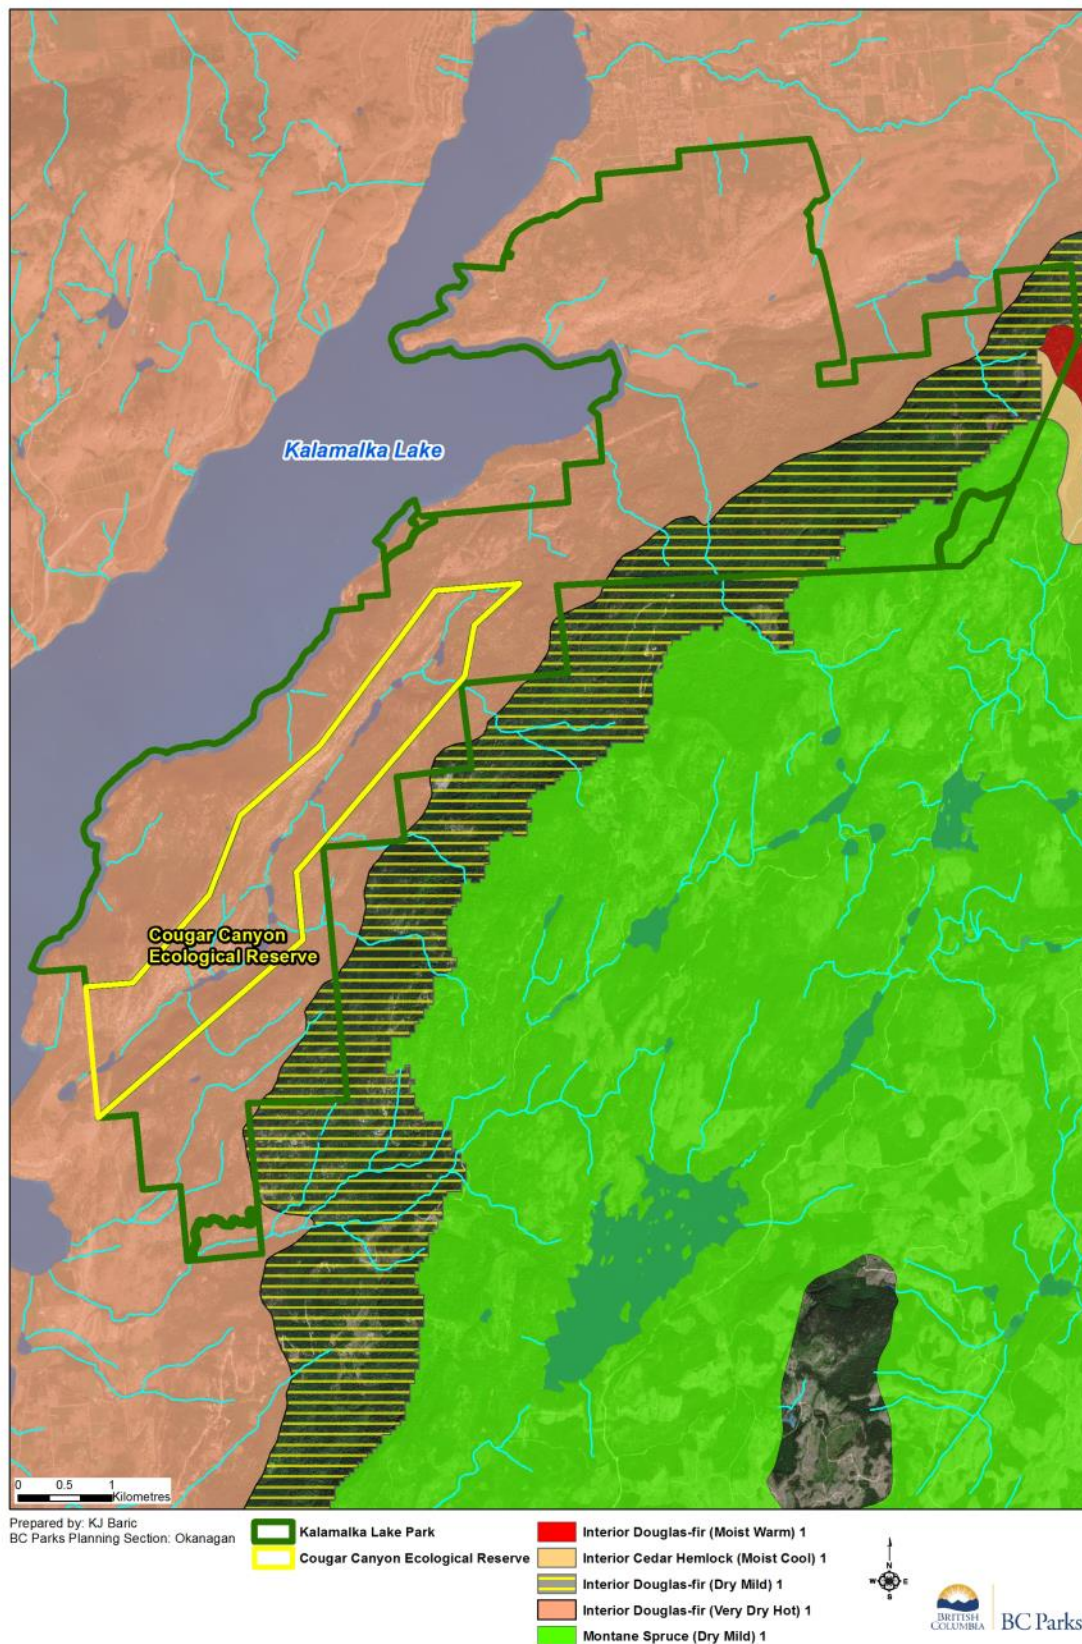 Kalamalka Lake
Cougar Canyon
Ecological Reserve
0 0.5 1
Kilometres
Prepared by: KJ Baric
BC Parks Planning Section: Okanagan
Kalamalka Lake Park
Cougar Canyon Ecological Reserve
Interior Douglas-fir (Moist Warm) 1
Interior Cedar Hemlock (Moist Cool) 1
Interior Douglas-fir (Dry Mild) 1
Interior Douglas-fir (Very Dry Hot) 1
Montane Spruce (Dry Mild) 1
N
W E
S
BRITISH
COLUMBIA
BC Parks